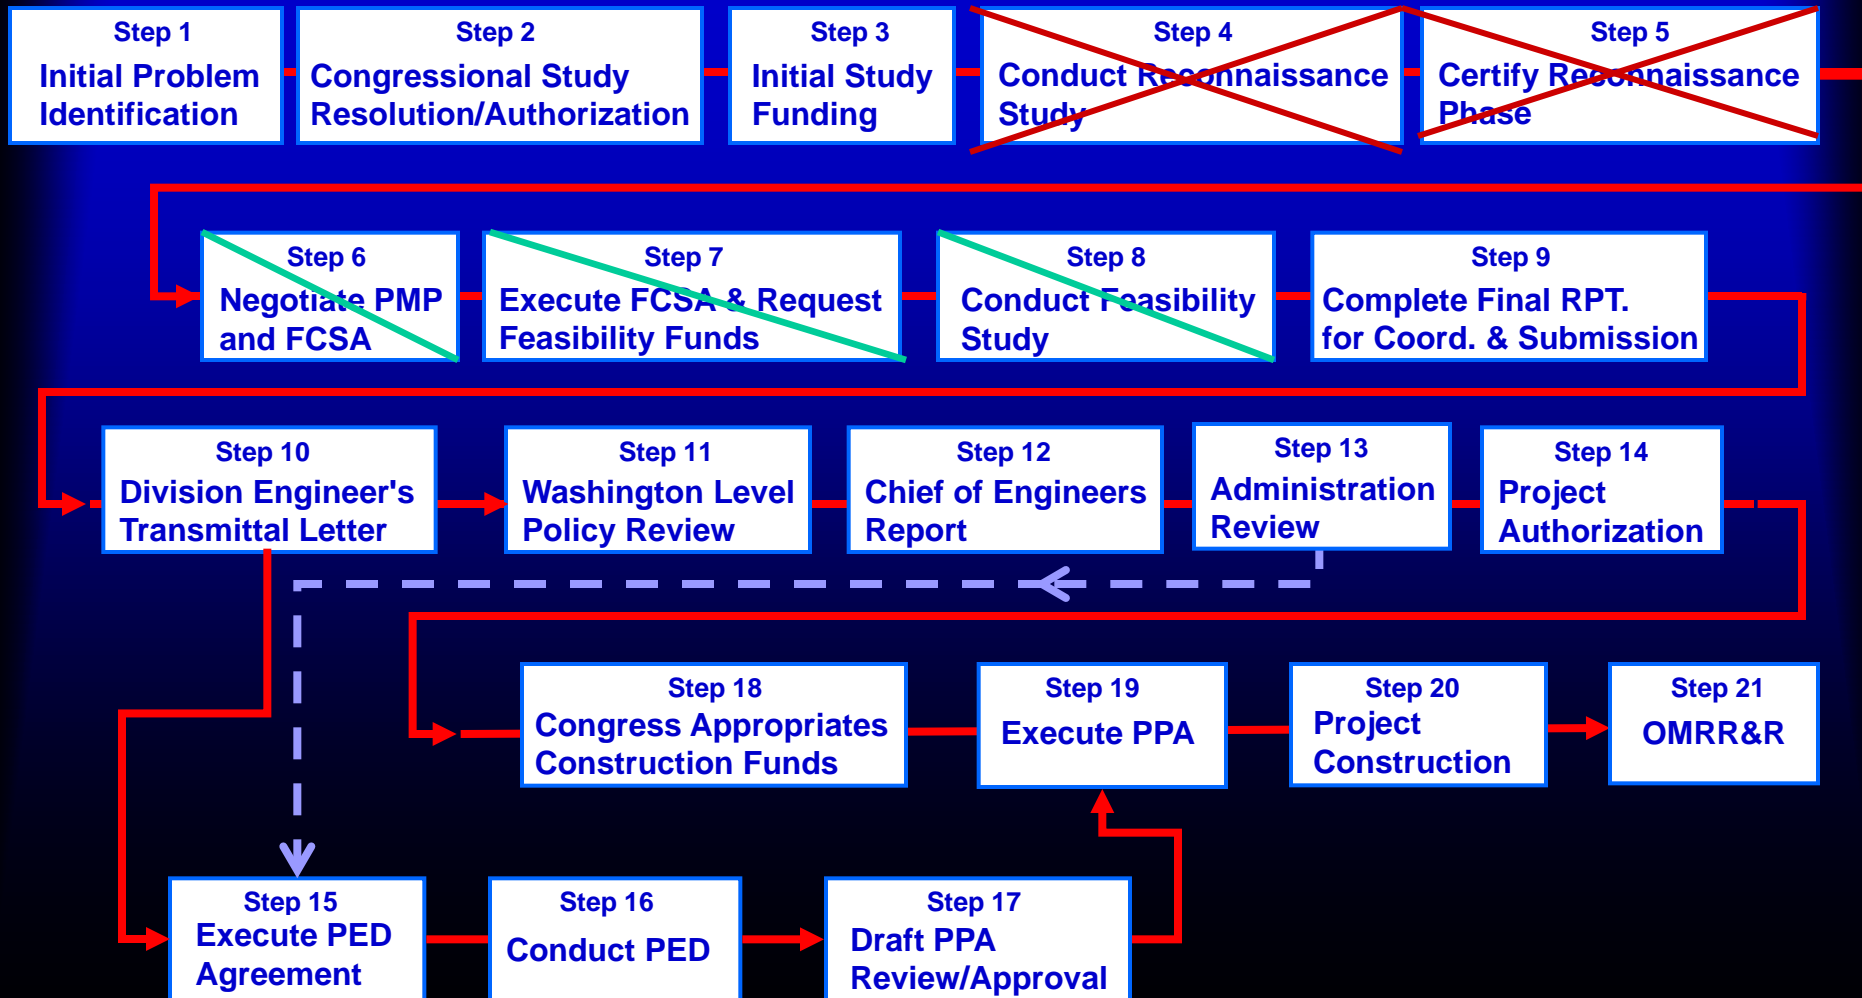 Step 1
Initial Problem
Identification
Step 2
Congressional Study
Resolution/Authorization
Step 3
Initial Study
Funding
Step 4
Conduct Reconnaissance
Study
Step 5
Certify Reconnaissance
Phase
Step 6
Negotiate PMP
and FCSA
Step 7
Execute FCSA & Request
Feasibility Funds
Step 8
Conduct Feasibility
Study
Step 9
Complete Final RPT.
for Coord. & Submission
Step 10
Division Engineer's
Transmittal Letter
Step 11
Washington Level
Policy Review
Step 12
Chief of Engineers
Report
Step 13
Administration
Review
Step 14
Project
Authorization
Step 18
Congress Appropriates
Construction Funds
Step 19
Execute PPA
Step 20
Project
Construction
Step 21
OMRR&R
Step 15
Execute PED
Agreement
Step 16
Conduct PED
Step 17
Draft PPA
Review/Approval